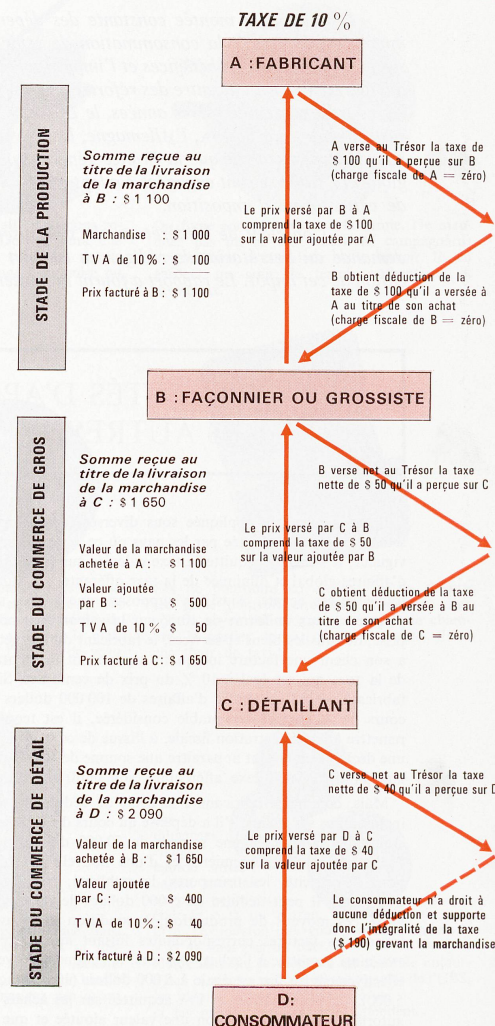 TAXE DE 10 %
A : FABRICANT
STADE DE LA PRODUCTION
Somme reçue au
titre de la livraison
de la marchandise
à B : $ 1 100
Marchandise : $ 1 000
T V A de 10% : $ 100
Prix facturé à B : $ 1 100
Le prix versé par B à A
comprend la taxe de $ 100
sur la valeur ajoutée par A
A verse au Trésor la taxe de
$ 100 qu'il a perçue sur B
(charge fiscale de A = zéro)
B obtient déduction de la
taxe de $ 100 qu'il a versée à
A au titre de son achat
(charge fiscale de B = zéro)
B : FAÇONNIER OU GROSSISTE
STADE DU COMMERCE DE GROS
Somme reçue au
titre de la livraison
de la marchandise
à C : $ 1 650
Valeur de la marchandise
achetée à A : $ 1 100
Valeur ajoutée
par B : $ 500
T V A de 10 % $ 50
Prix facturé à C : $ 1 650
Le prix versé par C à B
comprend la taxe de $ 50
sur la valeur ajoutée par B
B verse net au Trésor la taxe
nette de $ 50 qu'il a perçue sur C
C obtient déduction de la taxe
de $ 50 qu'il a versée à B au
titre de son achat
(charge fiscale de C = zéro)
C : DÉTAILLANT
STADE DU COMMERCE DE DÉTAIL
Somme reçue au
titre de la livraison
de la marchandise
à D : $ 2 090
Valeur de la marchandise
achetée à B : $ 1 650
Valeur ajoutée
par C : $ 400
T V A de 10% : $ 40
Prix facturé à D : $ 2 090
Le prix versé par D à C
comprend la taxe de $ 40
sur la valeur ajoutée par C
C verse net au Trésor la taxe
nette de $ 40 qu'il a perçue sur D
Le consommateur n'a droit à
aucune déduction et supporte
donc l'intégralité de la taxe
($ 190) grevant la marchandise
D:
CONSOMMATEUR